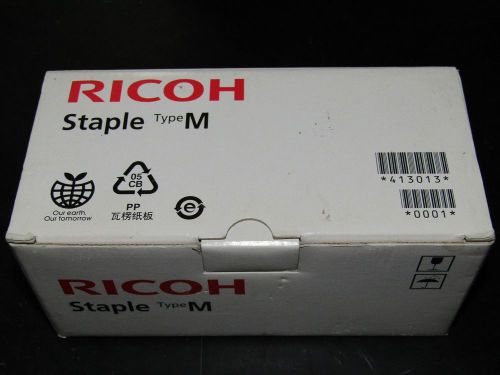 RICOH
Staple Type M
05
CB
PP
瓦楞纸板
Our earth,
Our tomorrow
e
*413013*
*0001*
RICOH
Staple Type M